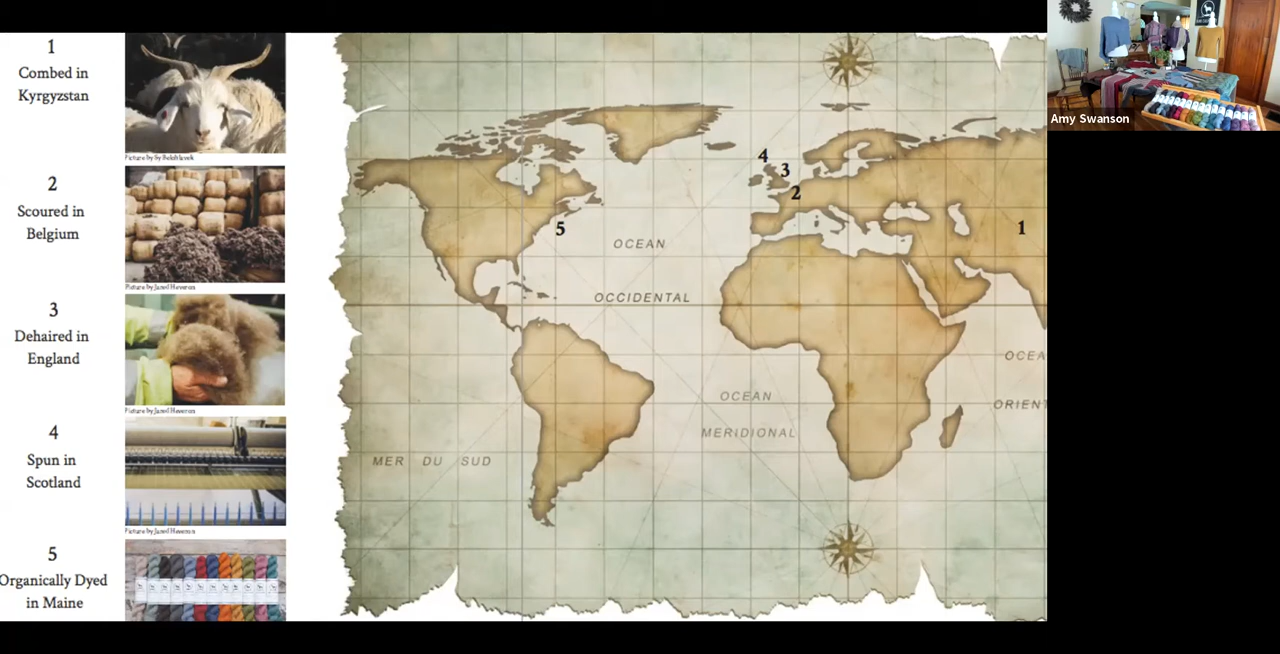 1
Combed in
Kyrgyzstan
Picture by Sy Belohlavek
2
Scoured in
Belgium
Picture by Jared Heveron
3
Dehaired in
England
Picture by Jared Heveron
4
Spun in
Scotland
Picture by Jared Heveron
5
Organically Dyed
in Maine
4
3
2
5
1
OCEAN
OCCIDENTAL
OCEAN
MERIDIONAL
OCEA
ORIENT
MER DU SUD
Amy Swanson